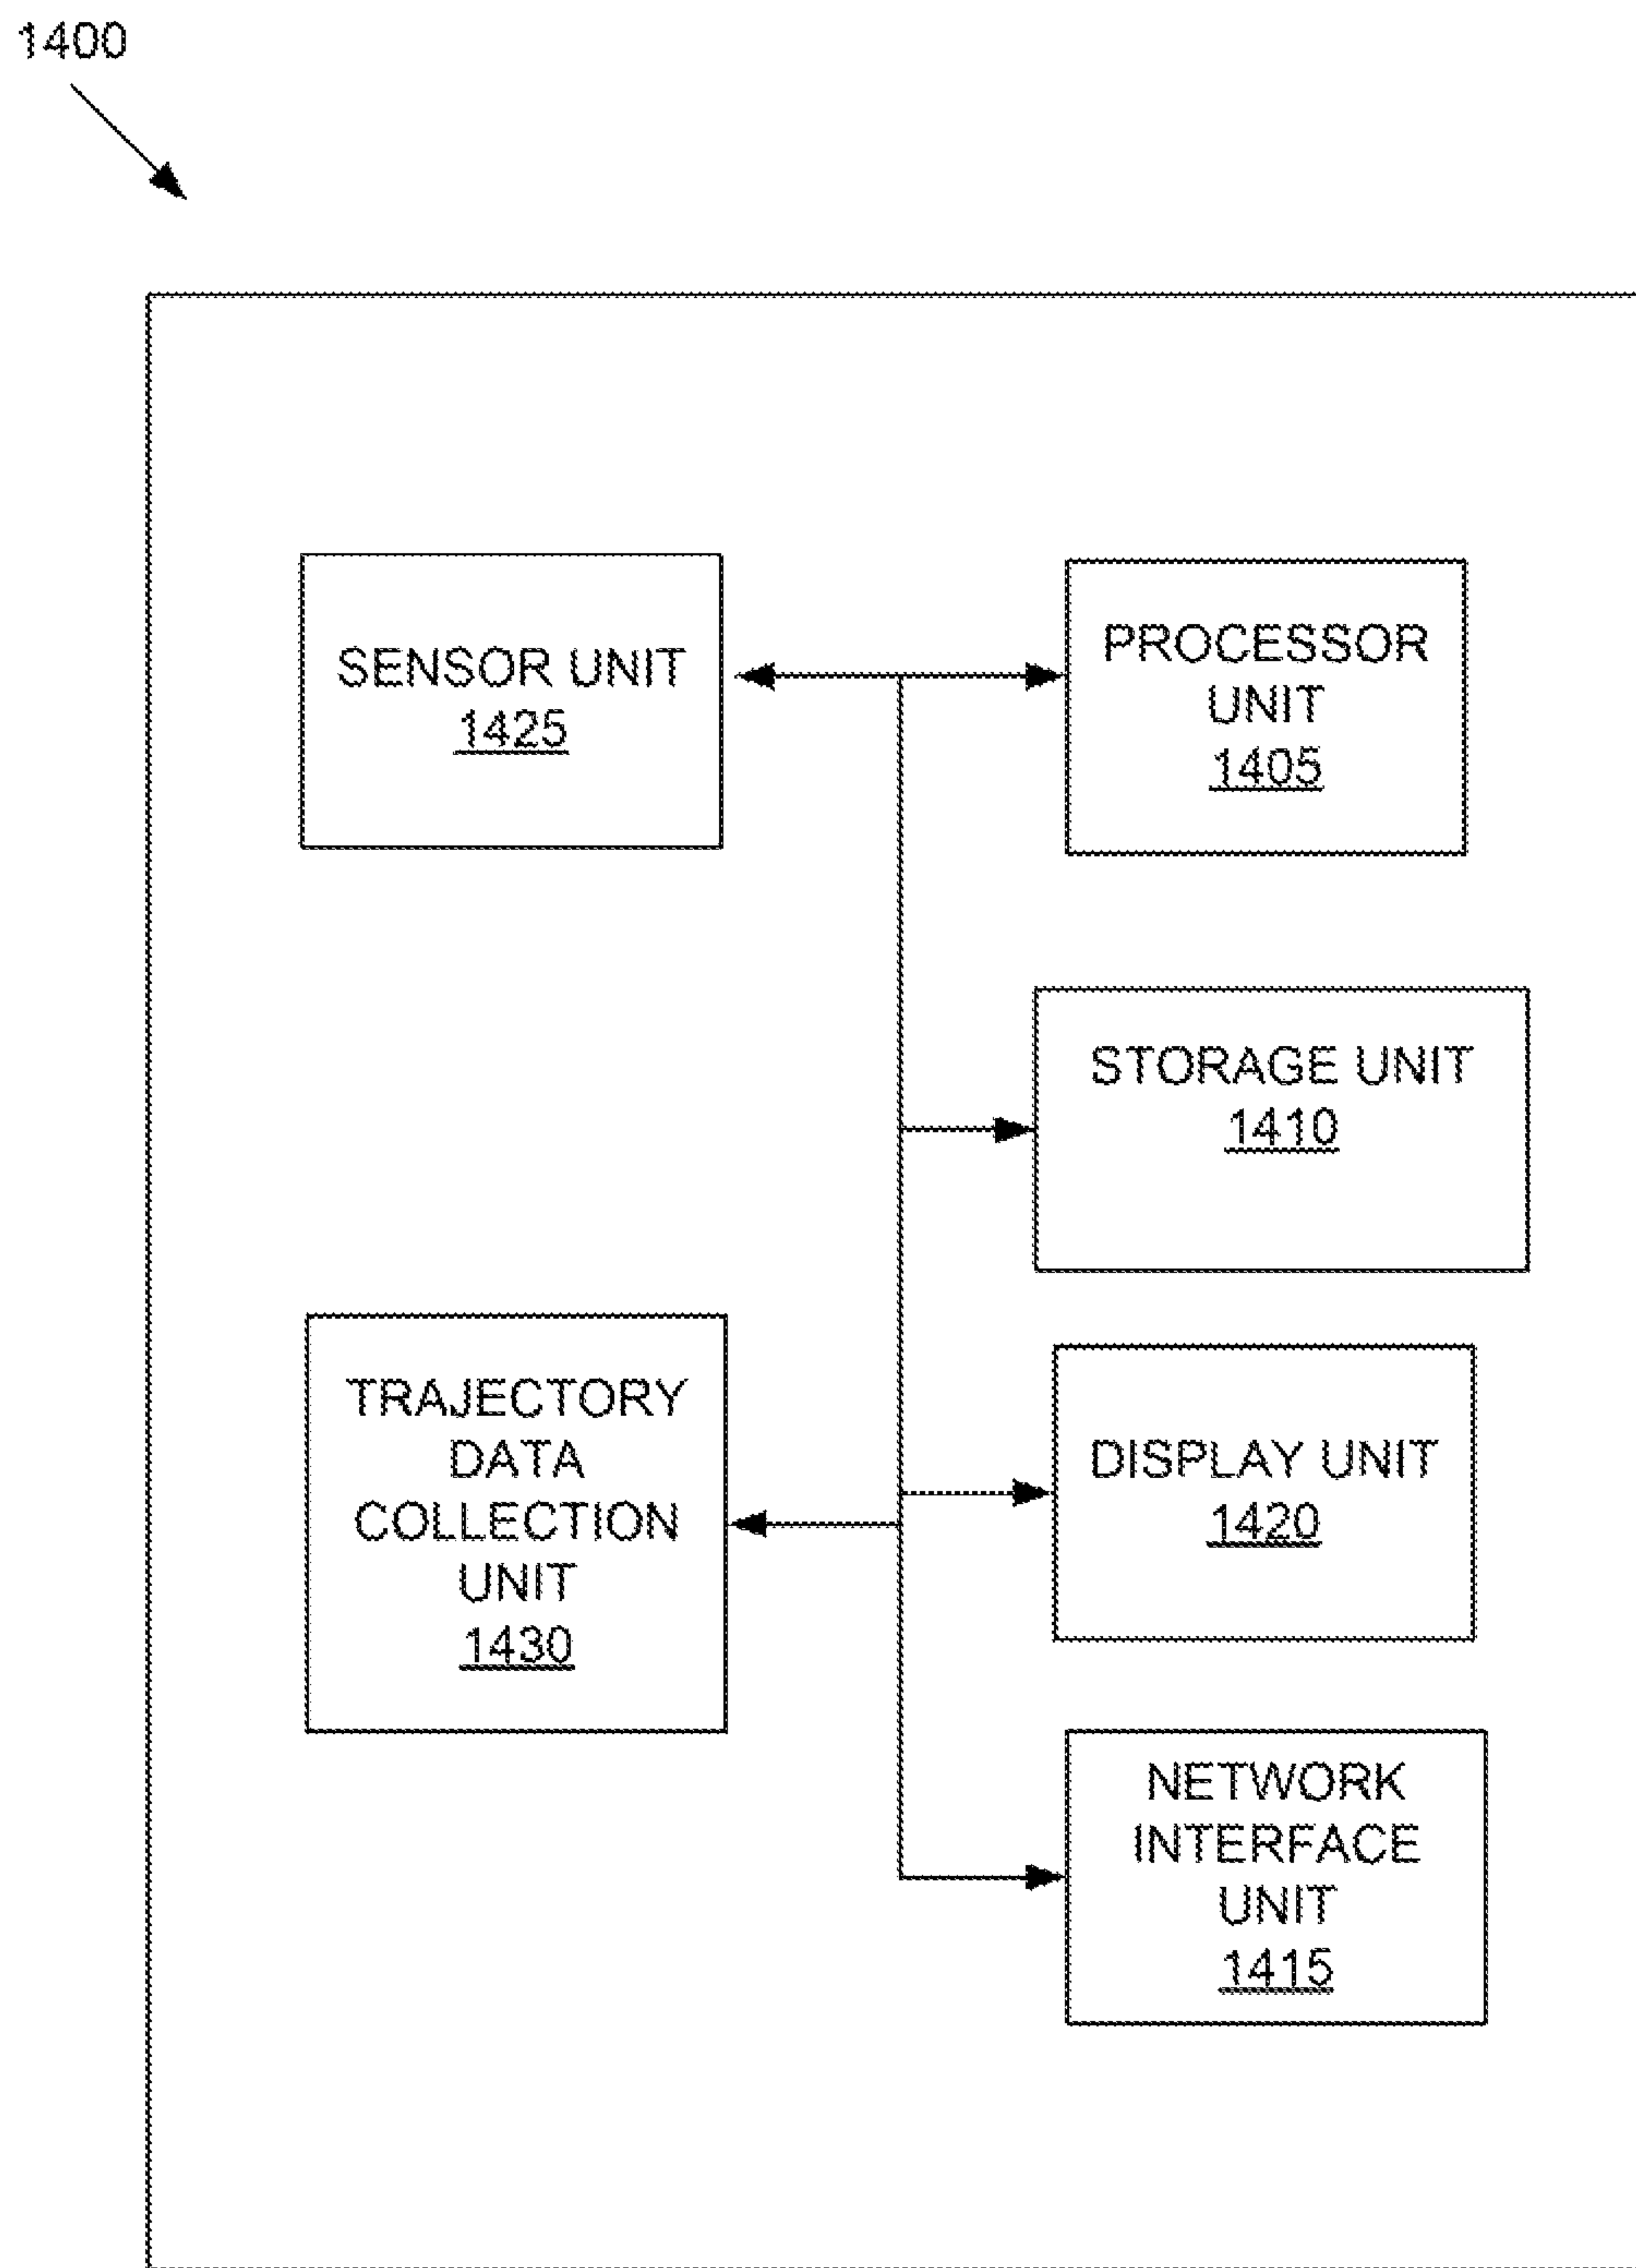 1400
SENSOR UNIT
1425
PROCESSOR
UNIT
1405
STORAGE UNIT
1410
TRAJECTORY
DATA
COLLECTION
UNIT
1430
DISPLAY UNIT
1420
NETWORK
INTERFACE
UNIT
1415